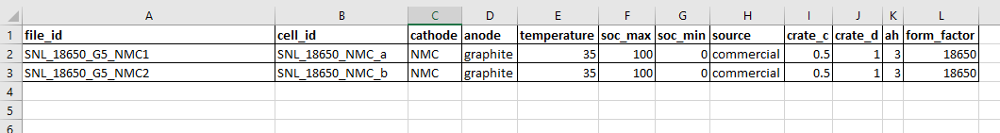 A B C D E F G H I J K L
1 file_id cell_id cathode anode temperature soc_max soc_min source crate_c crate_d ah form_factor
2 SNL_18650_G5_NMC1 SNL_18650_NMC_a NMC graphite 35 100 0 commercial 0.5 1 3 18650
3 SNL_18650_G5_NMC2 SNL_18650_NMC_b NMC graphite 35 100 0 commercial 0.5 1 3 18650
4
5
6